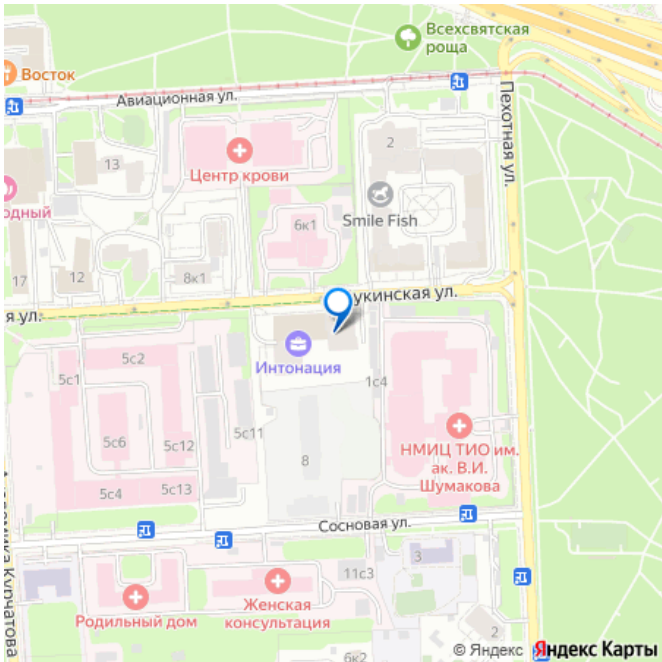 Всехсвятская
роща
Восток
Авиационная ул.
Пехотная ул.
13
2
Центр крови
одный
Smile Fish
6к1
17
12
8к1
укинская ул.
я ул.
5с2
Интонация
5с1
1с4
5с6
5с11
5с12
НМИЦ ТИО им.
ак. В.И.
Шумакова
8
5с4
5с13
Сосновая ул.
3
11с3
Родильный дом
Женская
консультация
2
6к2
Курчатова
© Яндекс Яндекс Карты